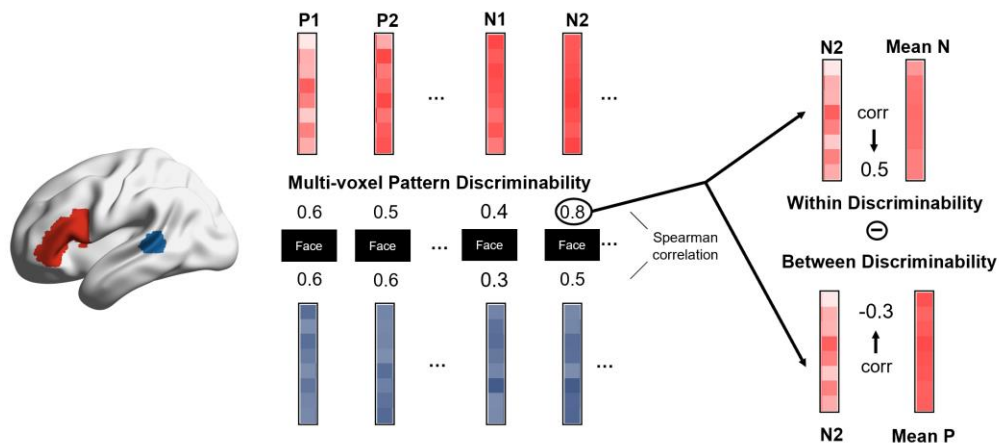 P1 P2 N1 N2
... ...
Multi-voxel Pattern Discriminability
0.6 0.5 0.4 0.8
Face Face ... Face Face ...
0.6 0.6 0.3 0.5
... ...
Spearman
correlation
N2 Mean N
corr
0.5
Within Discriminability
Between Discriminability
-0.3
corr
N2 Mean P